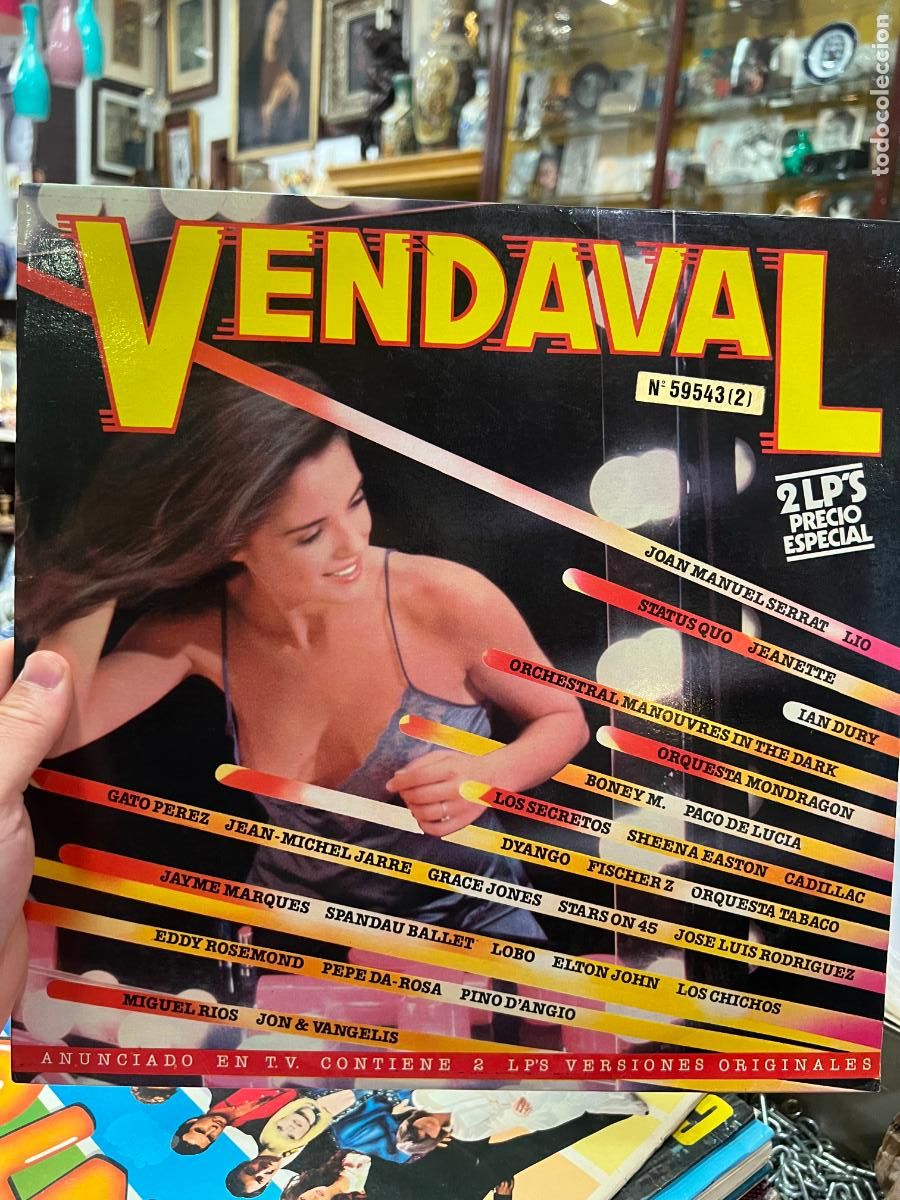 todocoleccion
VENDAVAL
Nº 59543 (2)
2 LP'S
PRECIO
ESPECIAL
JOAN MANUEL SERRAT LIO
STATUS QUO JEANETTE
IAN DURY
ORCHESTRAL MANOUVRES IN THE DARK
ORQUESTA MONDRAGON
BONEY M. PACO DE LUCIA
LOS SECRETOS SHEENA EASTON CADILLAC
DYANGO FISCHER Z ORQUESTA TABACO
GATO PEREZ JEAN-MICHEL JARRE GRACE JONES STARS ON 45 JOSE LUIS RODRIGUEZ
JAYME MARQUES SPANDAU BALLET LOBO ELTON JOHN LOS CHICHOS
EDDY ROSEMOND PEPE DA-ROSA PINO D'ANGIO
MIGUEL RIOS JON & VANGELIS
ANUNCIADO EN T.V. CONTIENE 2 LP'S VERSIONES ORIGINALES